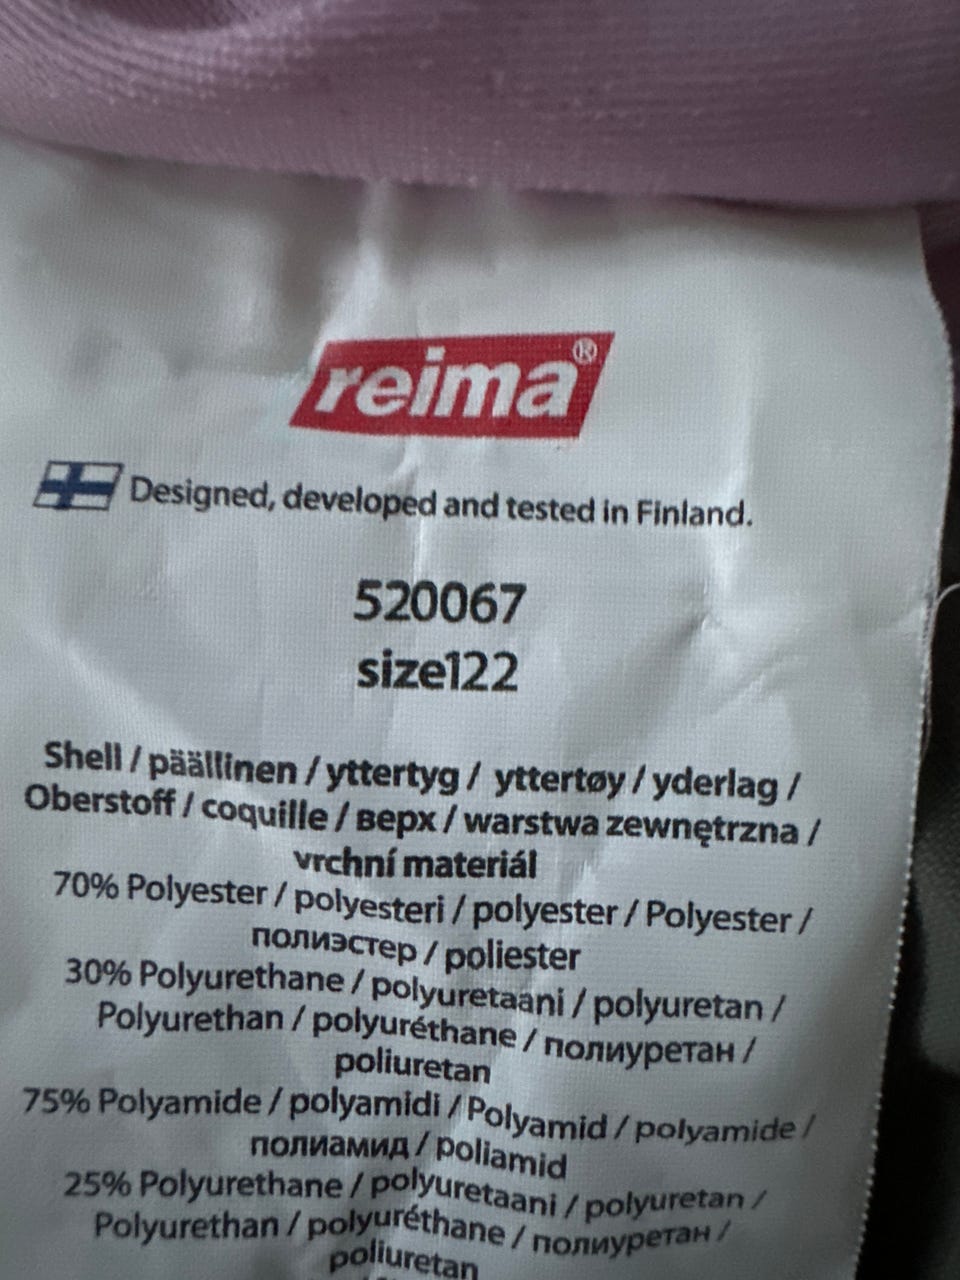 reima®
Designed, developed and tested in Finland.
520067
size122
Shell / päällinen / yttertyg / yttertøy / yderlag /
Oberstoff / coquille / верх / warstwa zewnętrzna /
vrchní materiál
70% Polyester / polyesteri / polyester / Polyester /
полиэстер / poliester
30% Polyurethane / polyuretaani / polyuretan /
Polyurethan / polyuréthane / полиуретан /
poliuretan
75% Polyamide / polyamidi / Polyamid / polyamide /
полиамид / poliamid
25% Polyurethane / polyuretaani / polyuretan /
Polyurethan / polyuréthane / полиуретан /
poliuretan